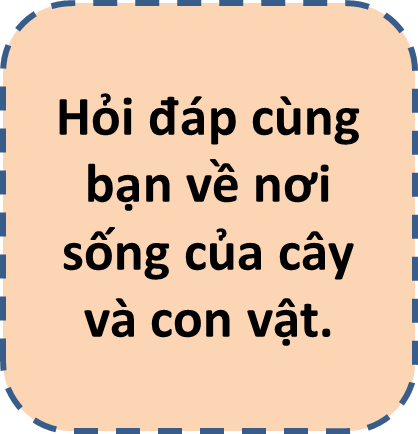 Hỏi đáp cùng
bạn về nơi
sống của cây
và con vật.